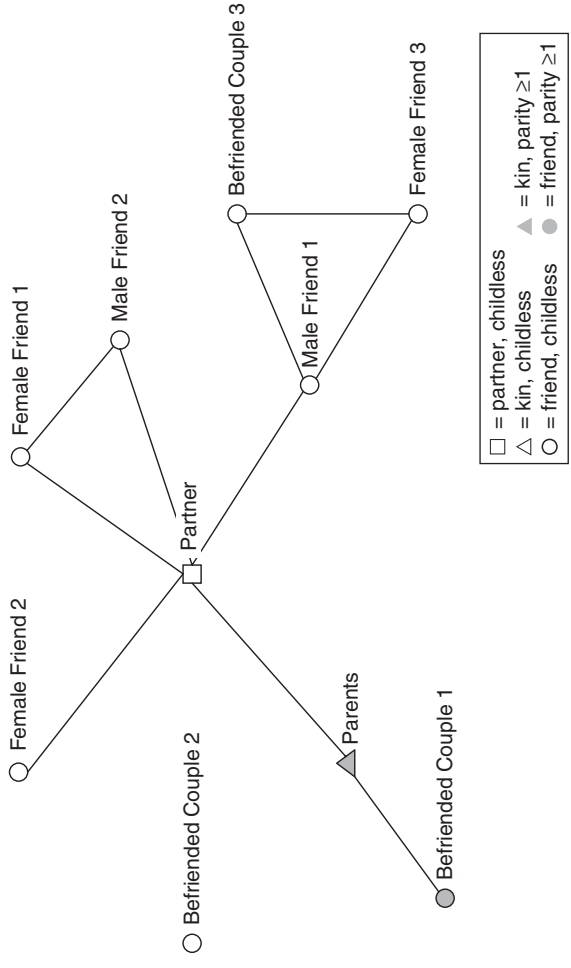 Befriended Couple 2
Female Friend 2
Befriended Couple 1
Parents
Partner
Female Friend 1
Male Friend 2
Male Friend 1
Befriended Couple 3
Female Friend 3
= partner, childless
= kin, childless = kin, parity ≥1
= friend, childless = friend, parity ≥1